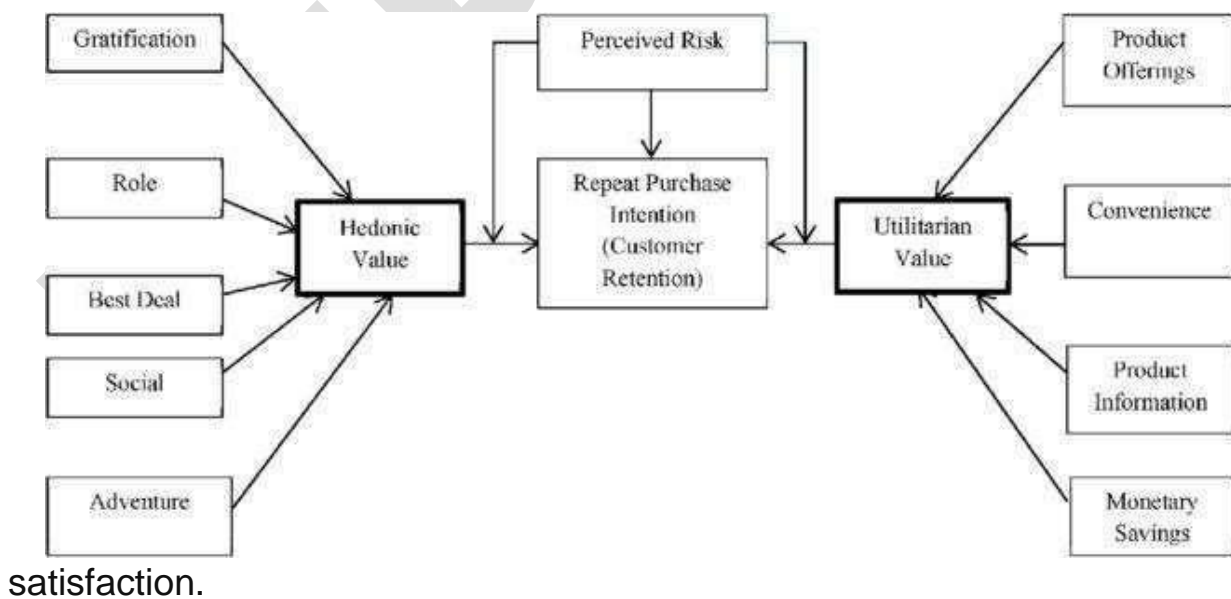 Gratification
Role
Best Deal
Social
Adventure
Hedonic
Value
Perceived Risk
Repeat Purchase
Intention
(Customer
Retention)
Utilitarian
Value
Product
Offerings
Convenience
Product
Information
Monetary
Savings
satisfaction.